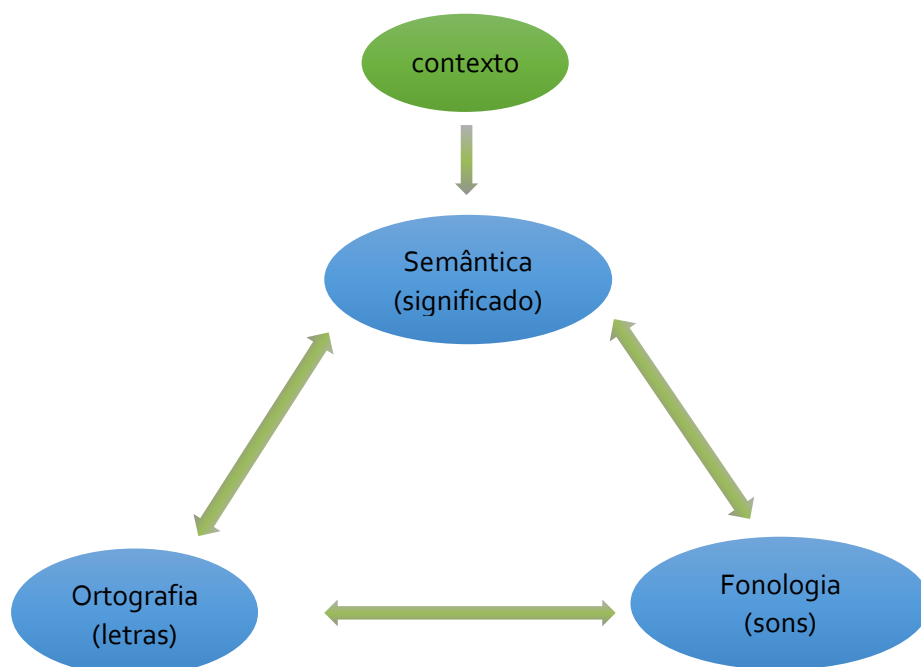 contexto
Semântica
(significado)
Ortografia
(letras)
Fonologia
(sons)